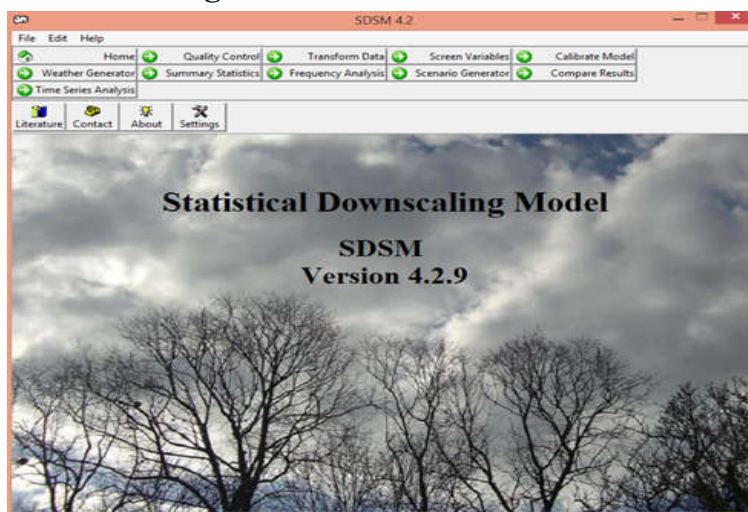 SDSM 4.2
File Edit Help
Home Quality Control Transform Data Screen Variables Calibrate Model
Weather Generator Summary Statistics Frequency Analysis Scenario Generator Compare Results
Time Series Analysis
Literature Contact About Settings
Statistical Downscaling Model
SDSM
Version 4.2.9